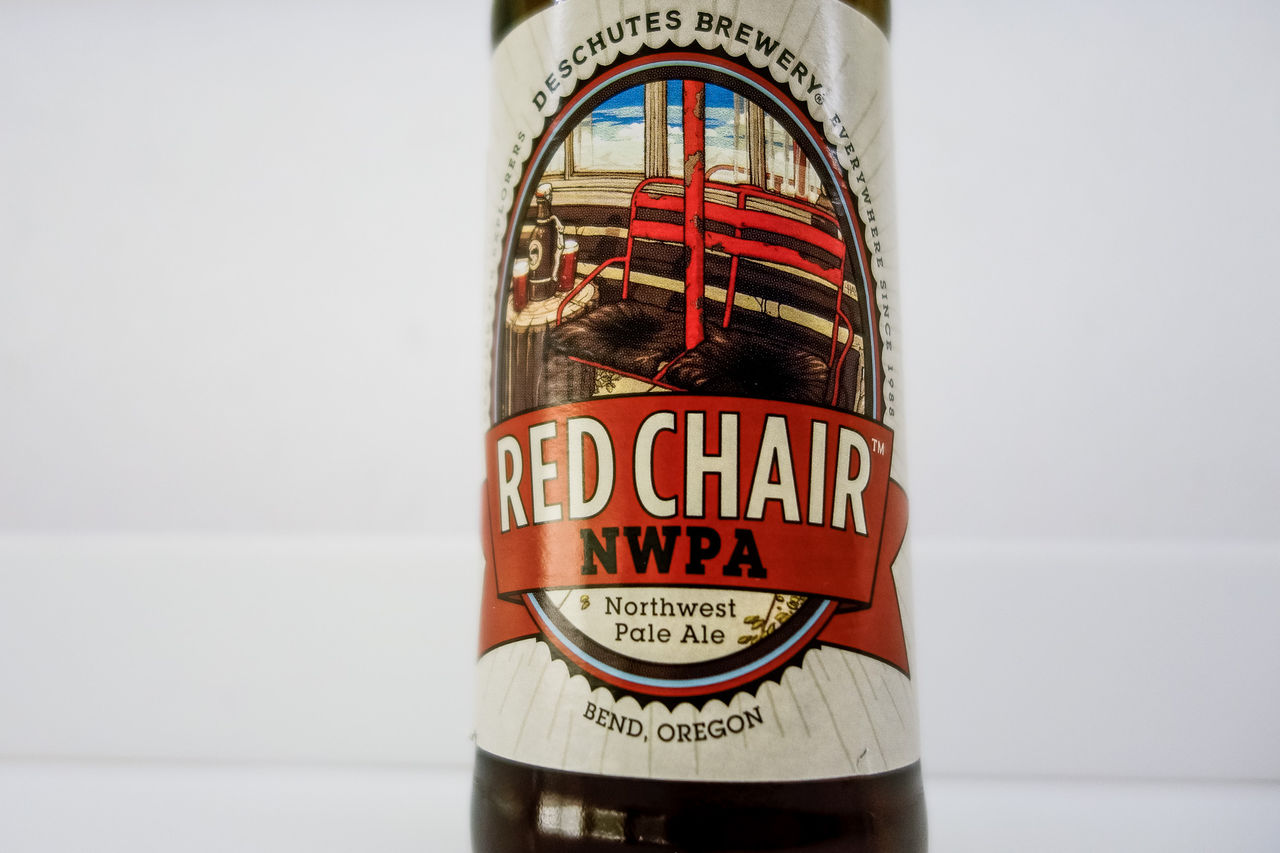 DESCHUTES BREWERY®
EVERYWHERE SINCE 1988
RED CHAIR™
NWPA
Northwest
Pale Ale
BEND, OREGON